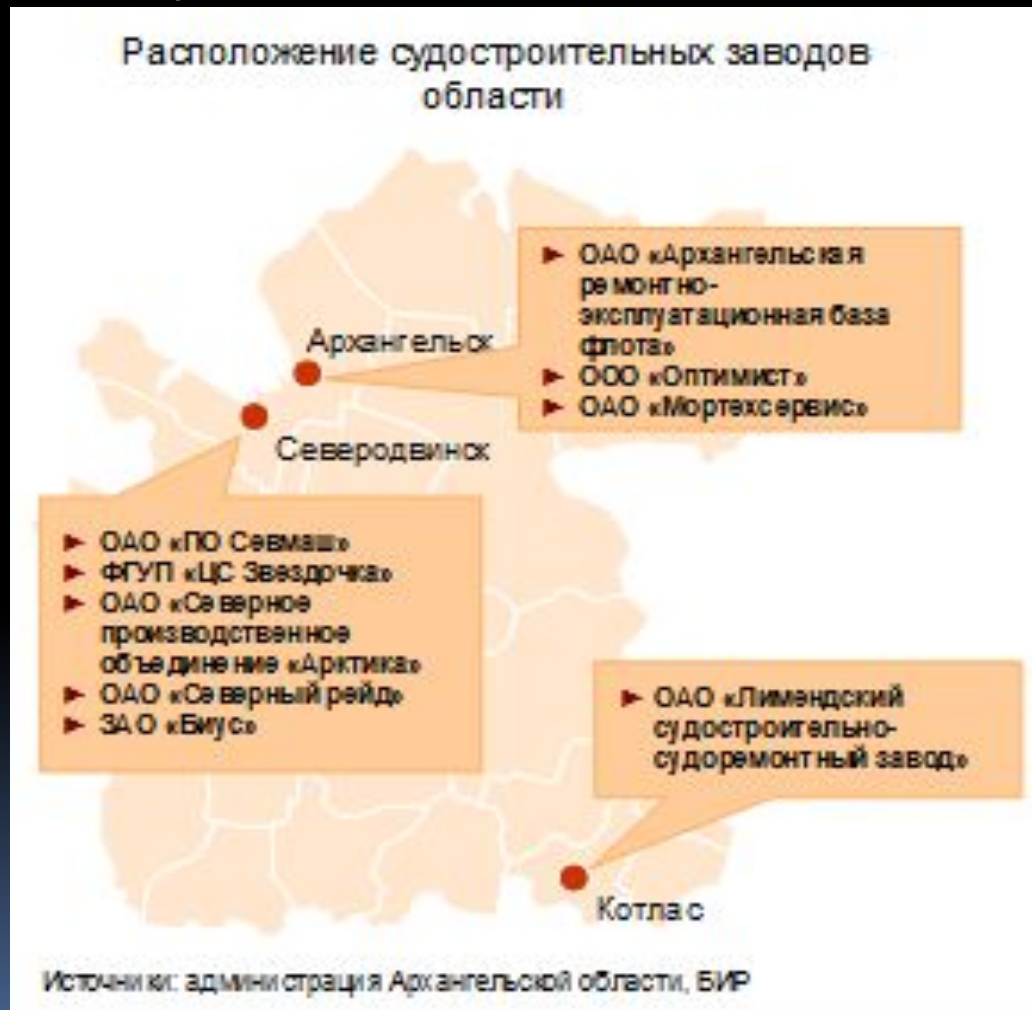 Расположение судостроительных заводов
области
► ОАО «Архангельская
ремонтно-
эксплуатационная база
флота»
► ООО «Оптимист»
► ОАО «Мортехсервис»
Архангельск
Северодвинск
► ОАО «ПО Севмаш»
► ФГУП «ЦС Звездочка»
► ОАО «Северное
производственное
объединение «Арктика»
► ОАО «Северный рейд»
► ЗАО «Биус»
► ОАО «Лимендский
судостроительно-
судоремонтный завод»
Котлас
Источники: администрация Архангельской области, БИР